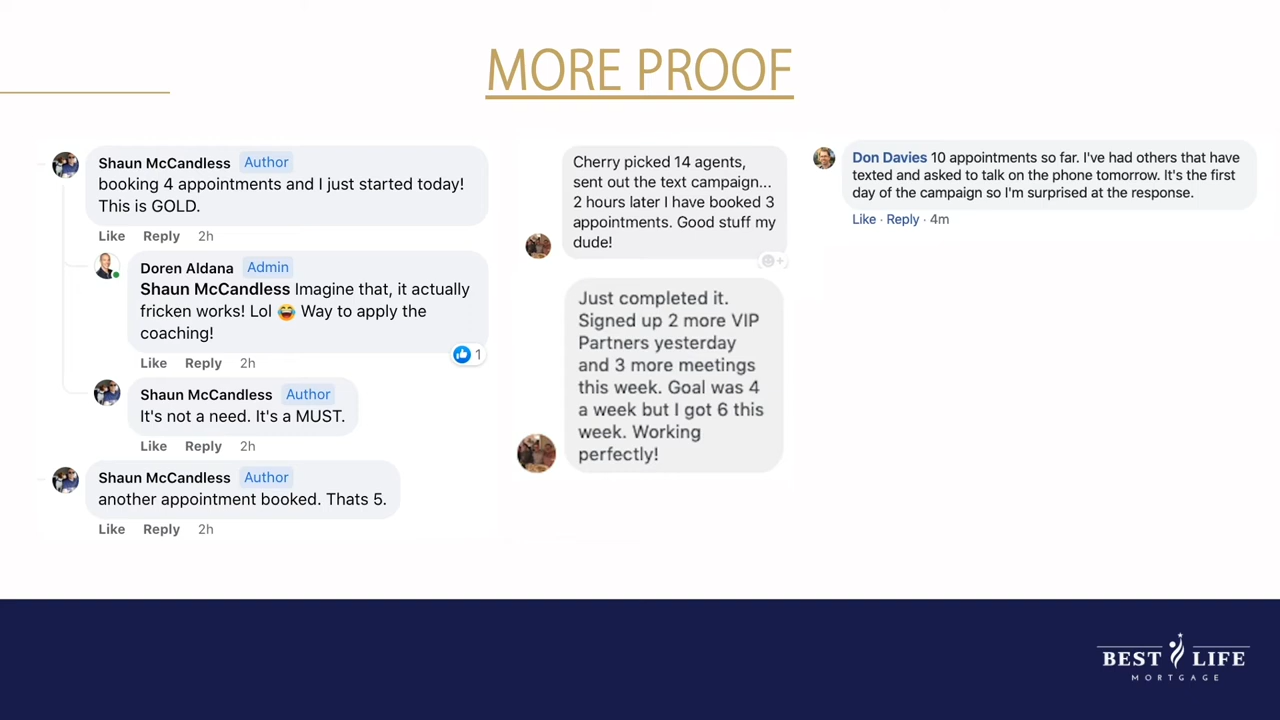 MORE PROOF
Shaun McCandless Author
booking 4 appointments and I just started today!
This is GOLD.
Like Reply 2h
Doren Aldana Admin
Shaun McCandless Imagine that, it actually
fricken works! Lol 😂 Way to apply the
coaching!
1
Like Reply 2h
Shaun McCandless Author
It's not a need. It's a MUST.
Like Reply 2h
Shaun McCandless Author
another appointment booked. Thats 5.
Like Reply 2h
Cherry picked 14 agents,
sent out the text campaign...
2 hours later I have booked 3
appointments. Good stuff my
dude!
Just completed it.
Signed up 2 more VIP
Partners yesterday
and 3 more meetings
this week. Goal was 4
a week but I got 6 this
week. Working
perfectly!
Don Davies 10 appointments so far. I've had others that have
texted and asked to talk on the phone tomorrow. It's the first
day of the campaign so I'm surprised at the response.
Like · Reply · 4m
BEST LIFE
MORTGAGE